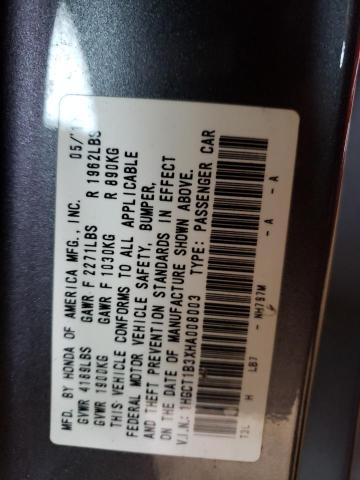 MFD. BY HONDA OF AMERICA MFG., INC. 05/
GVWR 4189LBS GAWR F 2271LBS R 1962LBS
GVWR 1900KG GAWR F 1030KG R 890KG
THIS VEHICLE CONFORMS TO ALL APPLICABLE
FEDERAL MOTOR VEHICLE SAFETY, BUMPER,
AND THEFT PREVENTION STANDARDS IN EFFECT
ON THE DATE OF MANUFACTURE SHOWN ABOVE.
V.I.N.: 1HGCT1B3XHA008003 TYPE: PASSENGER CAR
LB7 - NH797M - A
T2L H - A - A